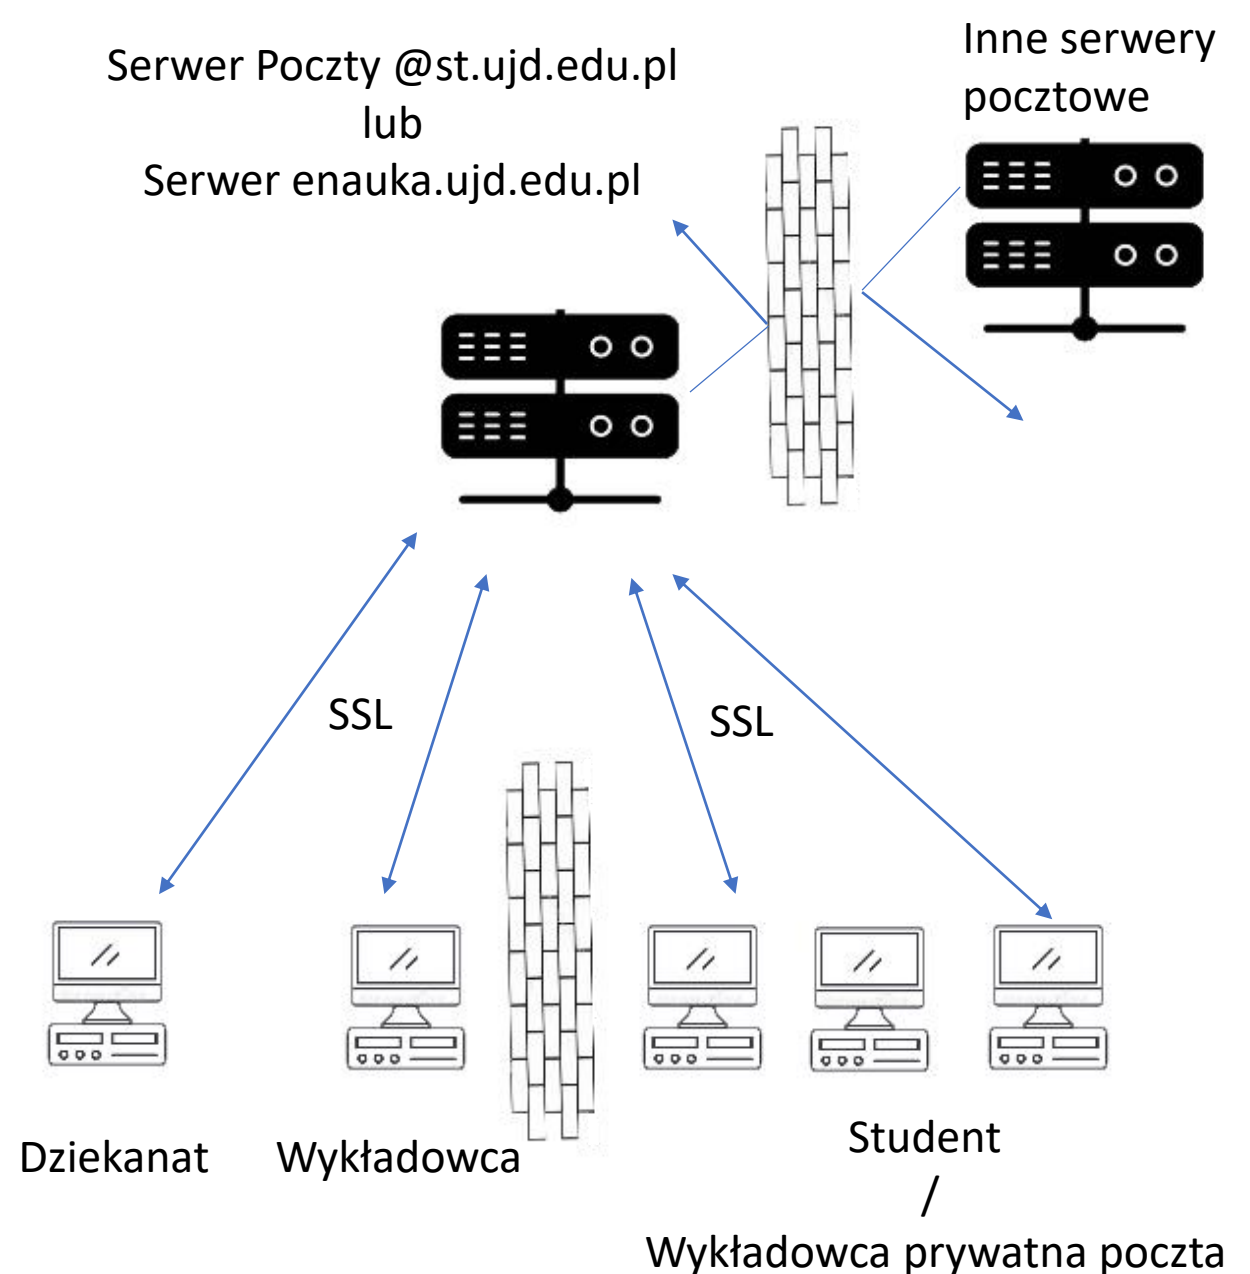 Serwer Poczty @st.ujd.edu.pl
lub
Serwer enauka.ujd.edu.pl
Inne serwery
pocztowe
SSL
SSL
Dziekanat
Wykładowca
Student
/
Wykładowca prywatna poczta